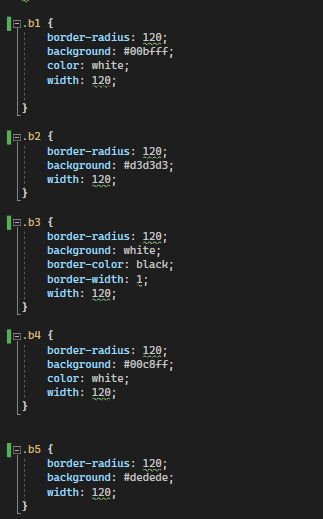 .b1 {
border-radius: 120;
background: #00bfff;
color: white;
width: 120;
}
.b2 {
border-radius: 120;
background: #d3d3d3;
width: 120;
}
.b3 {
border-radius: 120;
background: white;
border-color: black;
border-width: 1;
width: 120;
}
.b4 {
border-radius: 120;
background: #00c8ff;
color: white;
width: 120;
}
.b5 {
border-radius: 120;
background: #dedede;
width: 120;
}